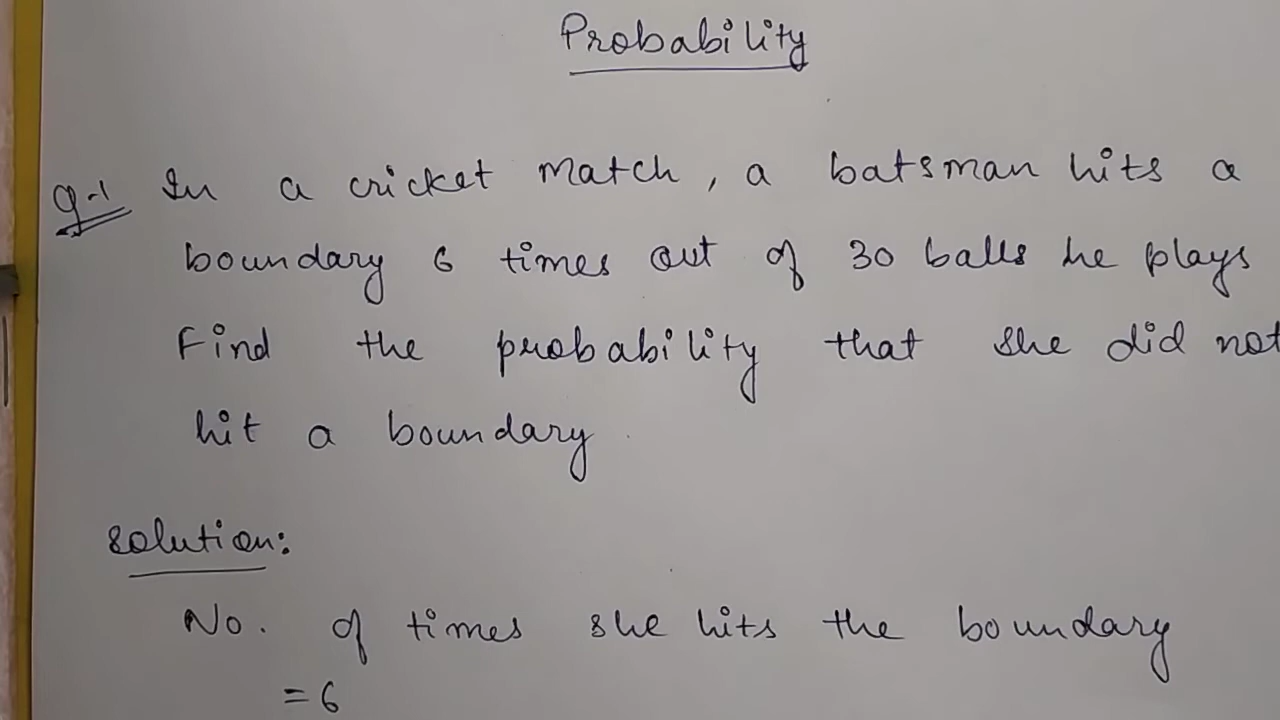 Probability
Q-1 In a cricket match, a batsman hits a
boundary 6 times out of 30 balls he plays
Find the probability that she did not
hit a boundary
Solution:
No. of times she hits the boundary
= 6